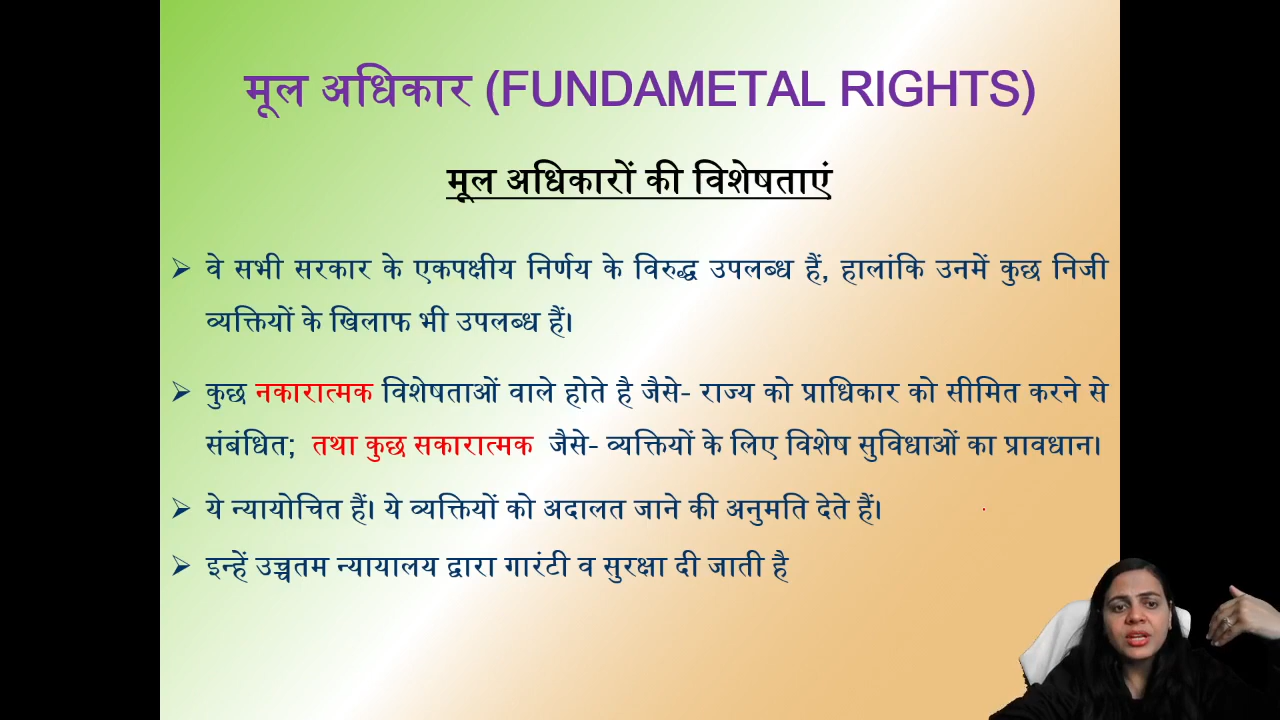 मूल अधिकार (FUNDAMETAL RIGHTS)
मूल अधिकारों की विशेषताएं
➢ वे सभी सरकार के एकपक्षीय निर्णय के विरुद्ध उपलब्ध हैं, हालांकि उनमें कुछ निजी
व्यक्तियों के खिलाफ भी उपलब्ध हैं।
➢ कुछ नकारात्मक विशेषताओं वाले होते है जैसे- राज्य को प्राधिकार को सीमित करने से
संबंधित; तथा कुछ सकारात्मक जैसे- व्यक्तियों के लिए विशेष सुविधाओं का प्रावधान।
➢ ये न्यायोचित हैं। ये व्यक्तियों को अदालत जाने की अनुमति देते हैं।
➢ इन्हें उच्चतम न्यायालय द्वारा गारंटी व सुरक्षा दी जाती है